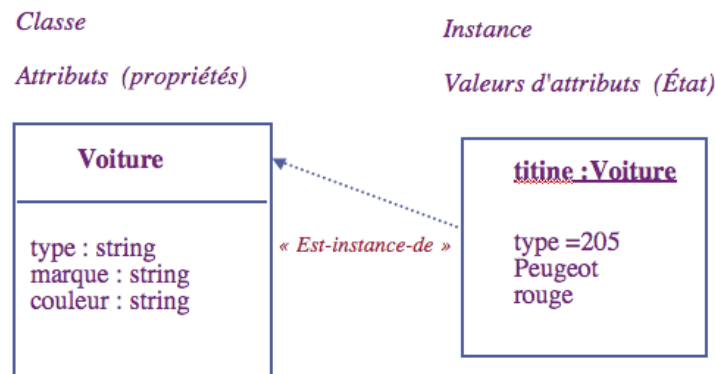 Classe
Attributs (propriétés)
Instance
Valeurs d'attributs (État)
Voiture
type : string
marque : string
couleur : string
« Est-instance-de »
titine :Voiture
type =205
Peugeot
rouge